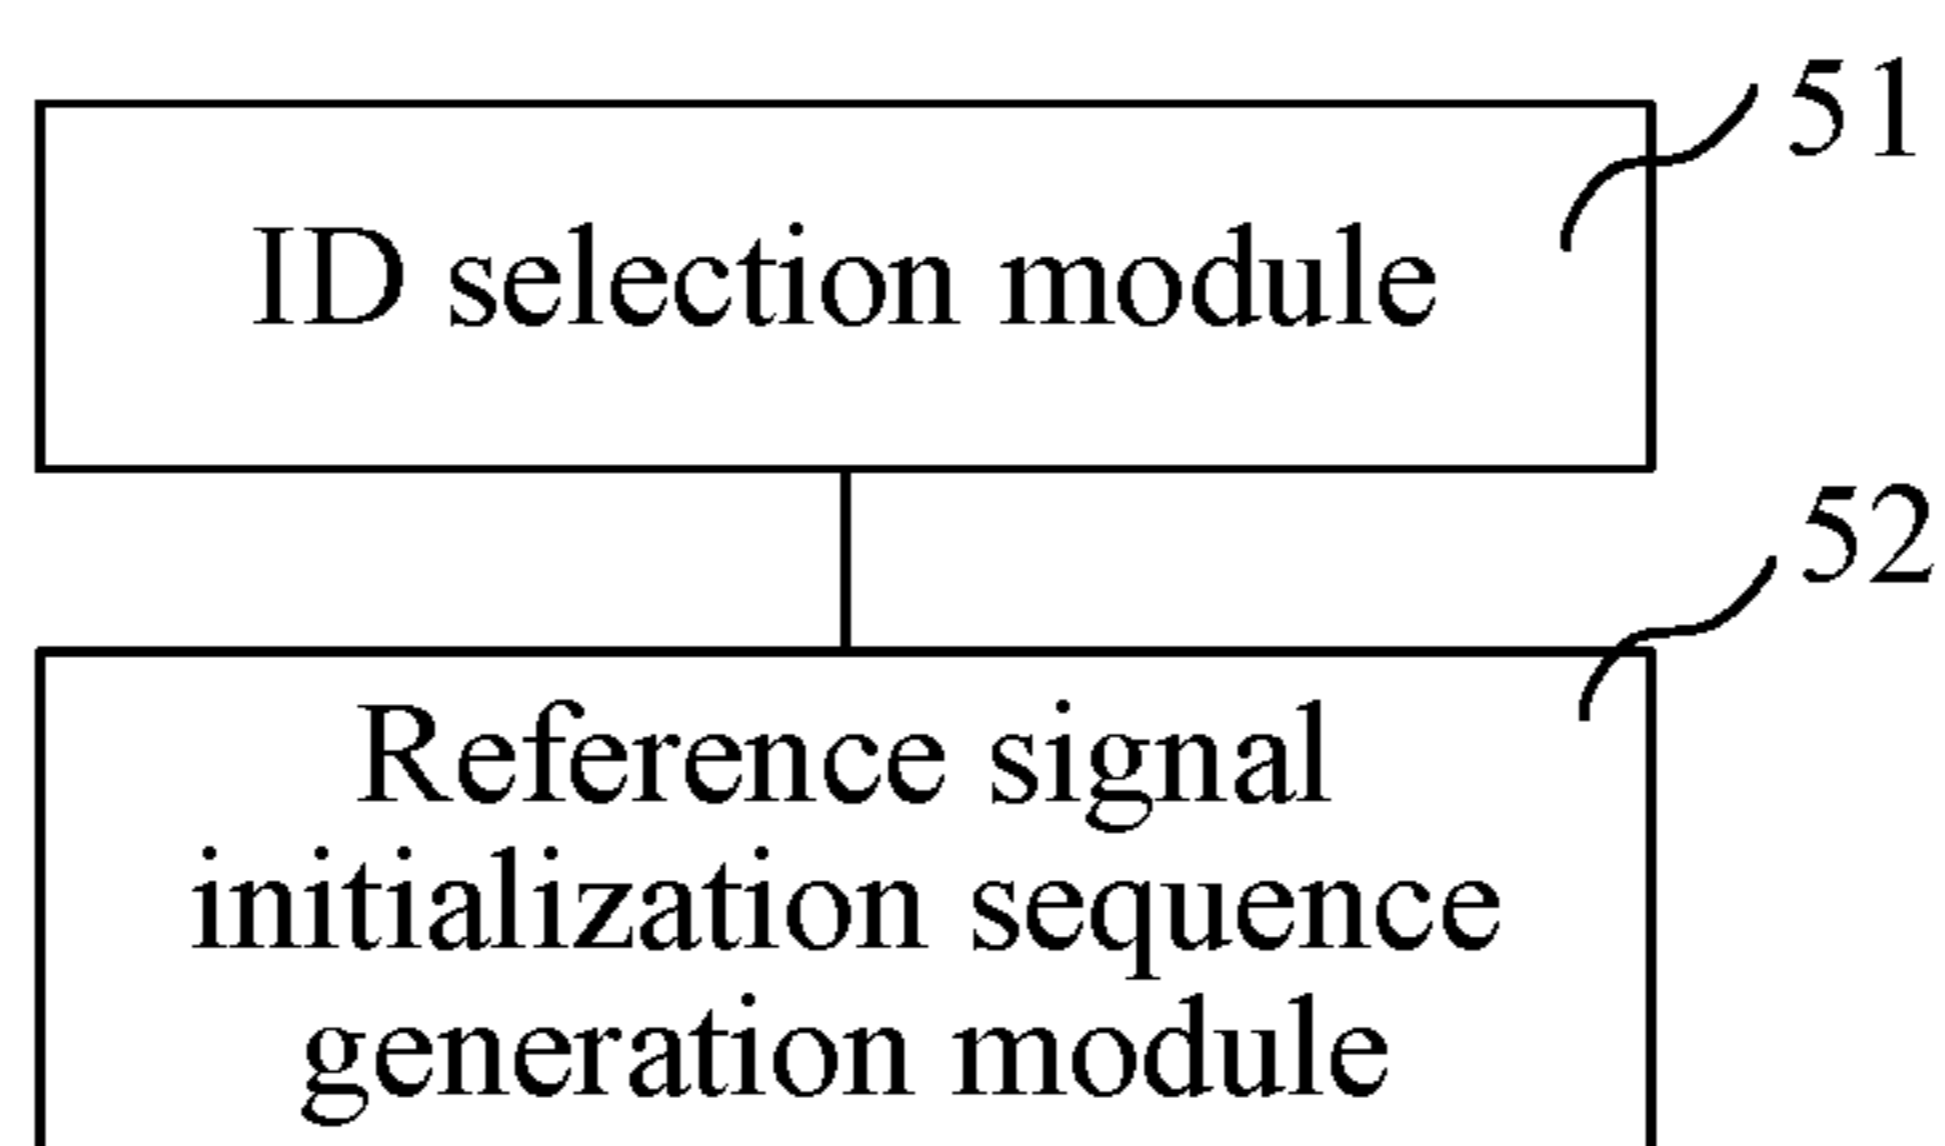 51
ID selection module
52
Reference signal
initialization sequence
generation module